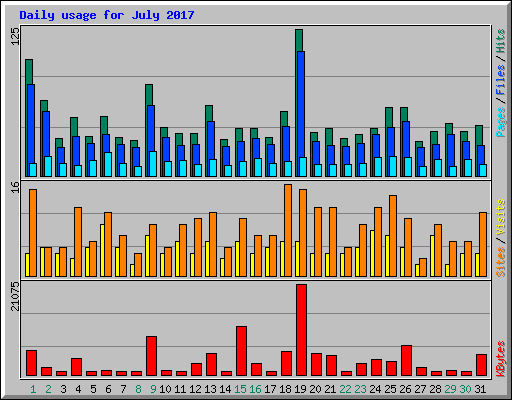 Daily usage for July 2017
125
Pages / Files / Hits
16
Sites / Visits
21075
KBytes
1 2 3 4 5 6 7 8 9 10 11 12 13 14 15 16 17 18 19 20 21 22 23 24 25 26 27 28 29 30 31